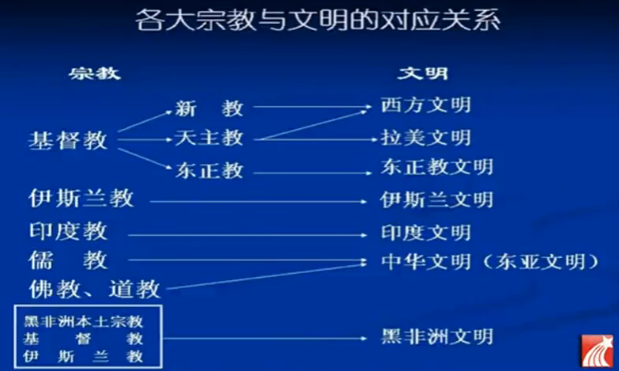 各大宗教与文明的对应关系
宗教 文明
新 教 西方文明
基督教 天主教 拉美文明
东正教 东正教文明
伊斯兰教 伊斯兰文明
印度教 印度文明
儒 教 中华文明（东亚文明）
佛教、道教
黑非洲本土宗教
基 督 教 黑非洲文明
伊 斯 兰 教